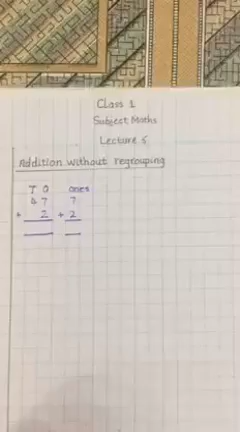 Class 1
Subject Maths
Lecture 5
Addition without regrouping
T O ones
4 7 7
+ 2 + 2